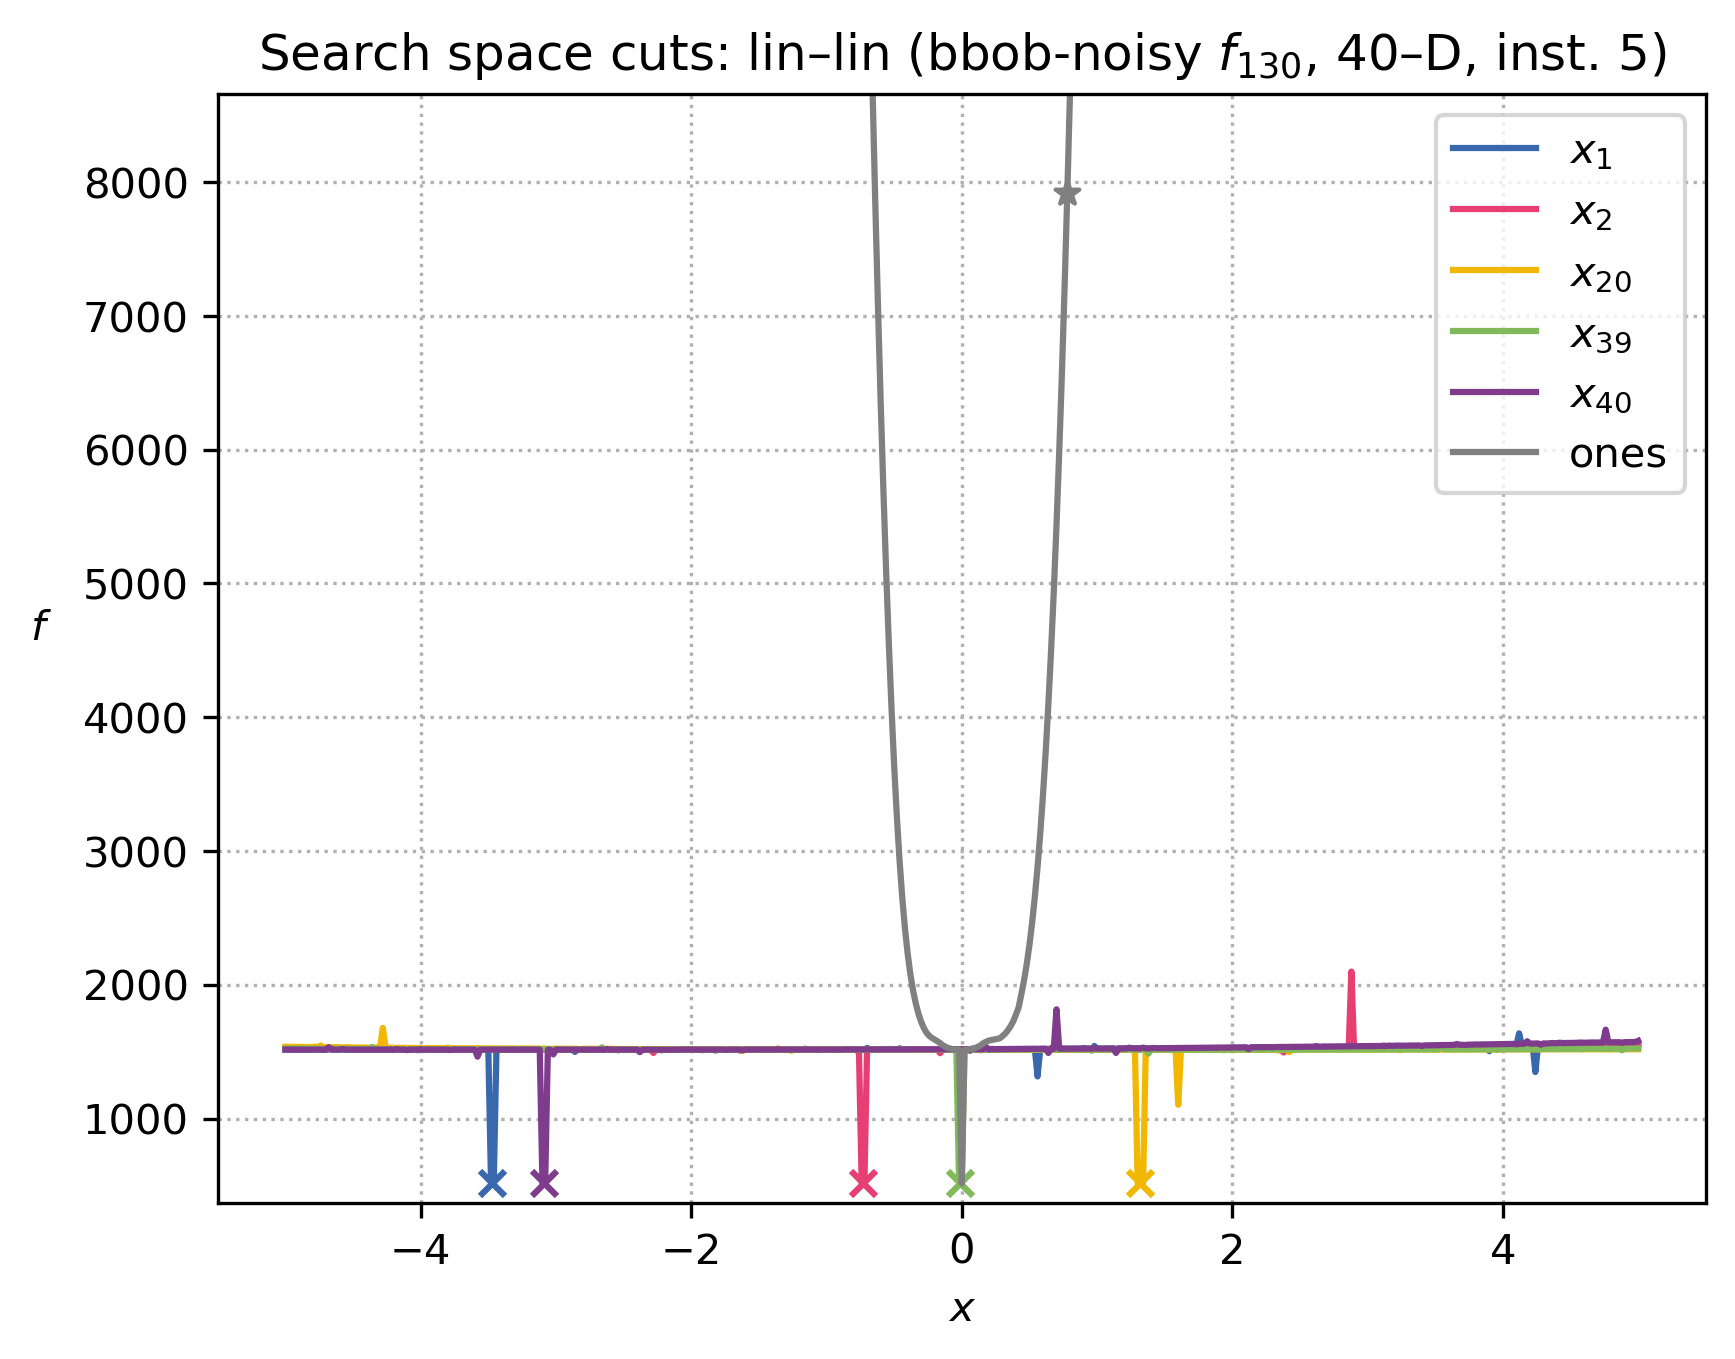 Search space cuts: lin–lin (bbob-noisy f₁₃₀, 40–D, inst. 5)
x₁
x₂
x₂₀
x₃₉
x₄₀
ones
8000
7000
6000
5000
4000
3000
2000
1000
f
−4
−2
0
2
4
x